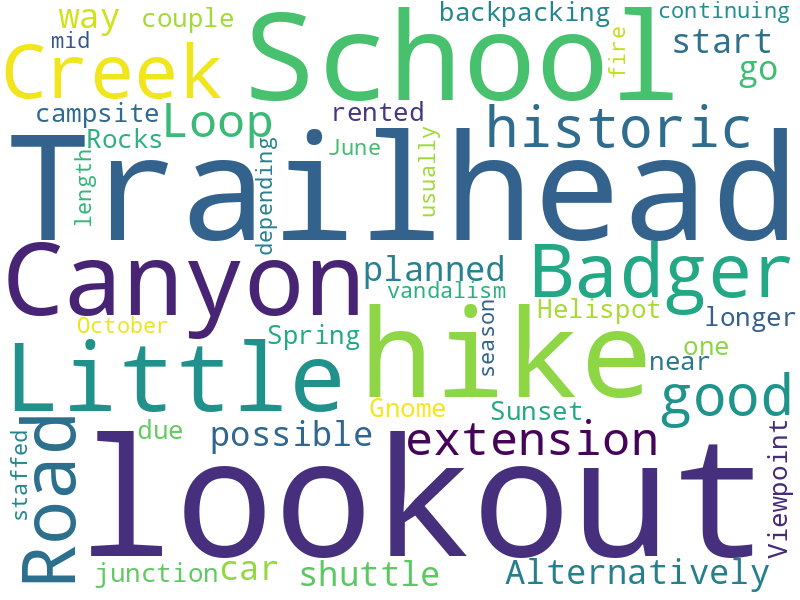 way couple backpacking continuing
mid Creek School fire start go
campsite Loop rented historic
Rocks June usually
Trailhead
length depending
Canyon planned Badger
vandalism
October Spring season Helispot longer
Little hike near one
Gnome Sunset good
due possible extension
Road staffed lookout Viewpoint
junction car shuttle Alternatively